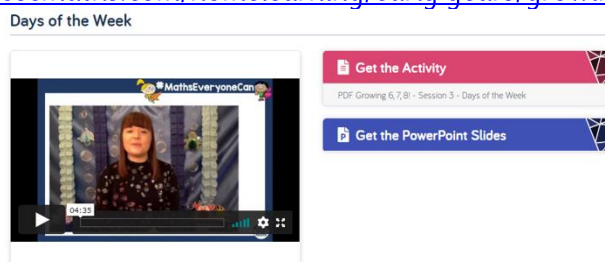 Days of the Week
#MathsEveryoneCan
04:35
Get the Activity
PDF Growing 6, 7, 8! - Session 3 - Days of the Week
Get the PowerPoint Slides